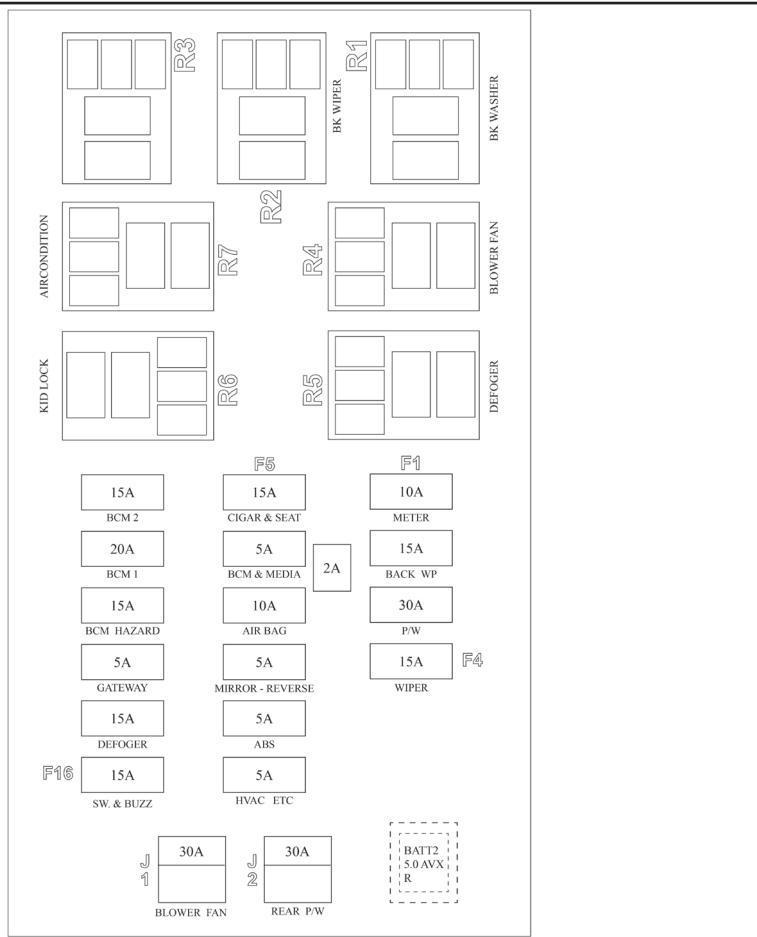 R3
R1
BK WIPER
BK WASHER
R2
AIRCONDITION
R7
R4
BLOWER FAN
KID LOCK
R6
R5
DEFOGER
F5
F1
15A
15A
10A
BCM 2
CIGAR & SEAT
METER
20A
5A
2A
15A
BCM 1
BCM & MEDIA
BACK WP
15A
10A
30A
BCM HAZARD
AIR BAG
P/W
5A
5A
15A
F4
GATEWAY
MIRROR - REVERSE
WIPER
15A
5A
DEFOGER
ABS
F16
15A
5A
SW. & BUZZ
HVAC ETC
J
1
30A
BLOWER FAN
J
2
30A
REAR P/W
BATT2
5.0 AVX
R